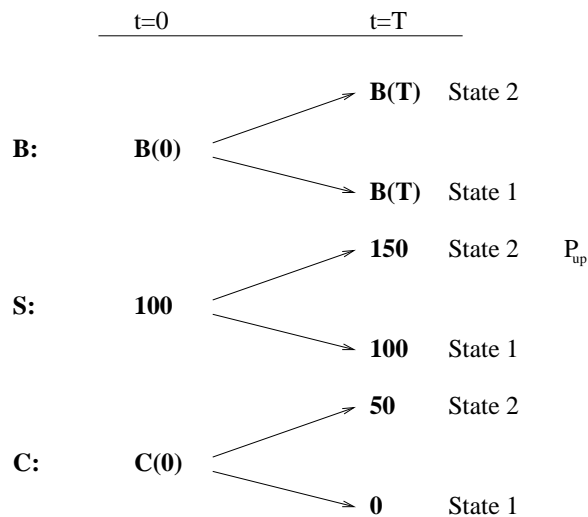 t=0 t=T
B(T) State 2
B: B(0)
B(T) State 1
150 State 2 Pup
S: 100
100 State 1
50 State 2
C: C(0)
0 State 1